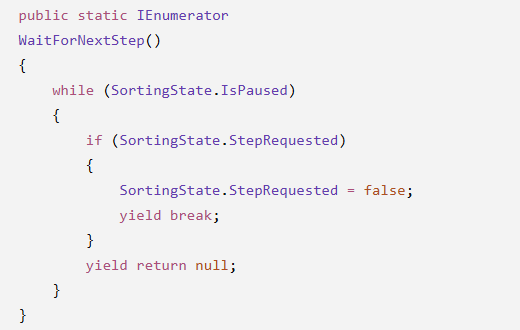 public static IEnumerator
WaitForNextStep()
{
    while (SortingState.IsPaused)
    {
        if (SortingState.StepRequested)
        {
            SortingState.StepRequested = false;
            yield break;
        }
        yield return null;
    }
}